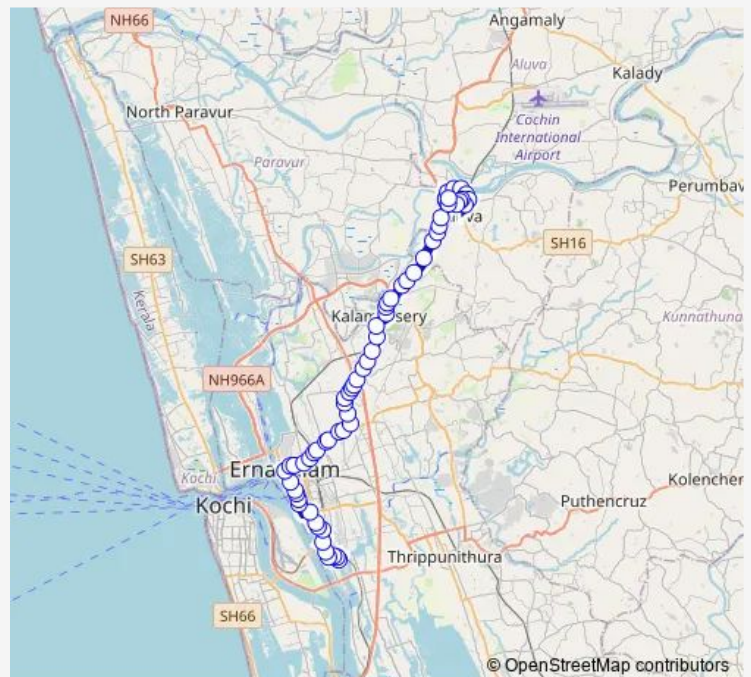 NH66
Angamaly
Aluva
Kalady
North Paravur
Cochin
International
Airport
Paravur
Perumbav
SH16
SH63
Kerala
Kunnathuna
NH966A
Kochi
Kolencher
Puthencruz
Kochi
Thrippunithura
SH66
© OpenStreetMap contributors